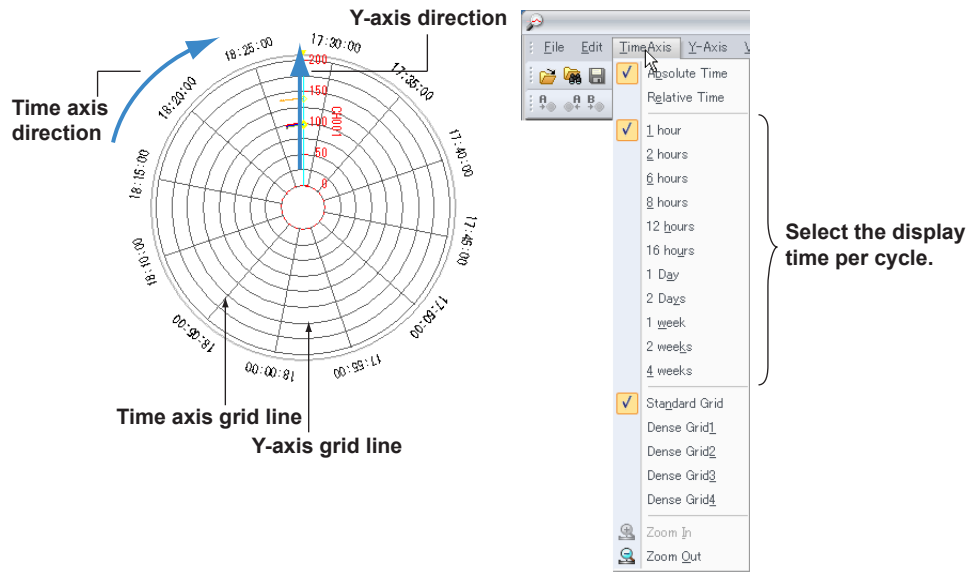 Y-axis direction
Time axis
direction
17:30:00
17:35:00
17:40:00
17:45:00
17:50:00
17:55:00
18:00:00
18:05:00
18:10:00
18:15:00
18:20:00
18:25:00
200
150
100
50
0
CH001
Time axis grid line
Y-axis grid line
File Edit TimeAxis Y-Axis
A A B
Absolute Time
Relative Time
1 hour
2 hours
6 hours
8 hours
12 hours
16 hours
1 Day
2 Days
1 week
2 weeks
4 weeks
Standard Grid
Dense Grid1
Dense Grid2
Dense Grid3
Dense Grid4
Zoom In
Zoom Out
Select the display
time per cycle.